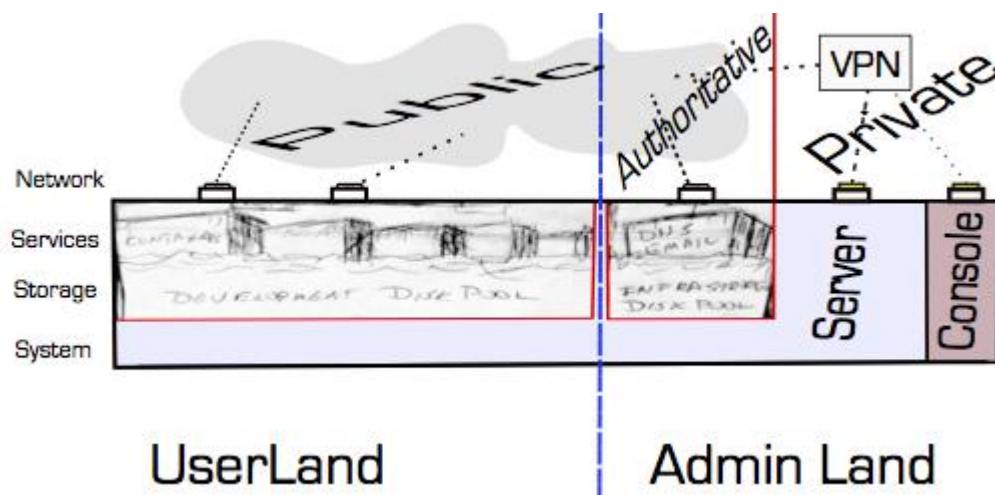 Public
Authoritative
VPN
Private
Network
Services
CONTAINERS
DNS
EMAIL
Storage
DEVELOPMENT DISK POOL
DISK POOL
System
Server
Console
UserLand
Admin Land